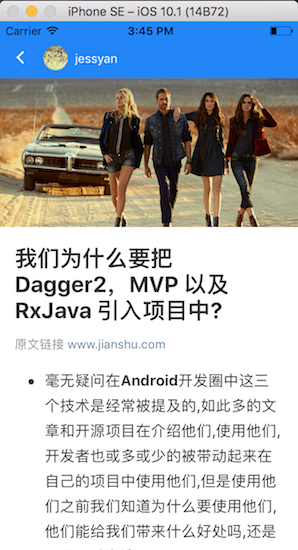 iPhone SE – iOS 10.1 (14B72)
Carrier 3:45 PM
jessyan
我们为什么要把
Dagger2，MVP 以及
RxJava 引入项目中?
原文链接 www.jianshu.com
• 毫无疑问在Android开发圈中这三
个技术是经常被提及的,如此多的文
章和开源项目在介绍他们,使用他们,
开发者也或多或少的被带动起来在
自己的项目中使用他们,但是使用他
们之前我们知道为什么要使用他们,
他们能给我们带来什么好处吗,还是